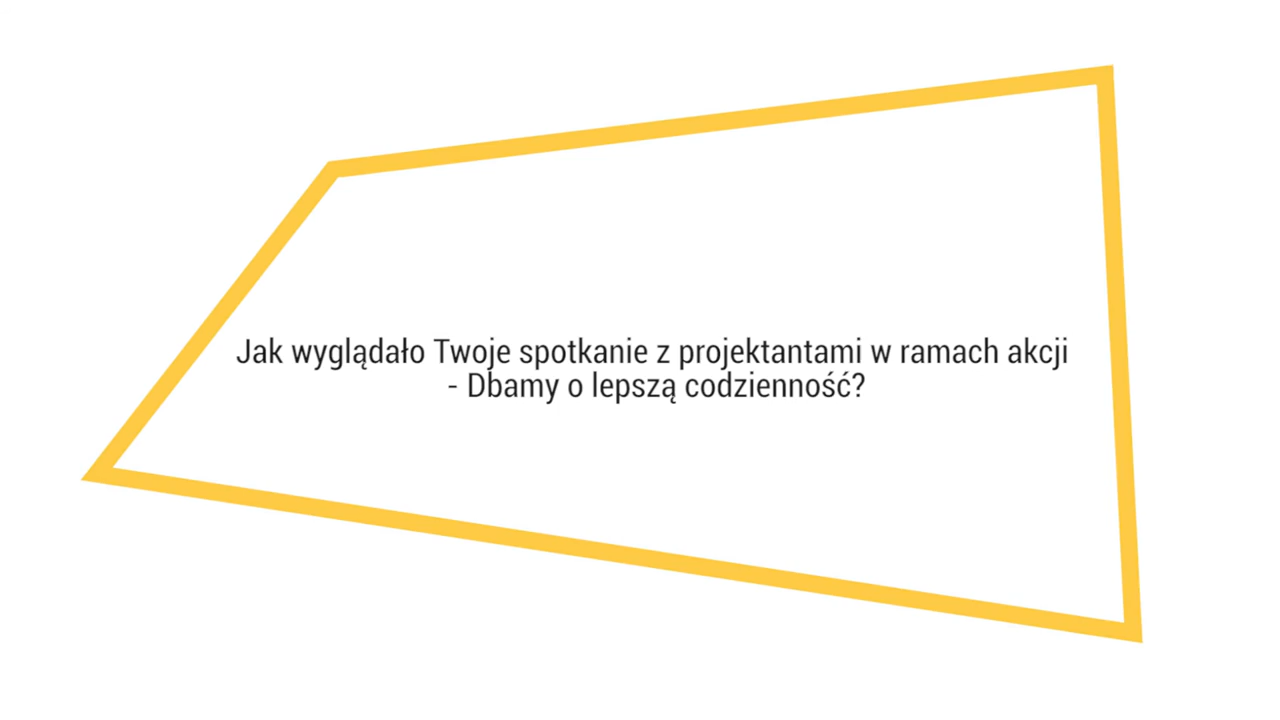 Jak wyglądało Twoje spotkanie z projektantami w ramach akcji
- Dbamy o lepszą codzienność?